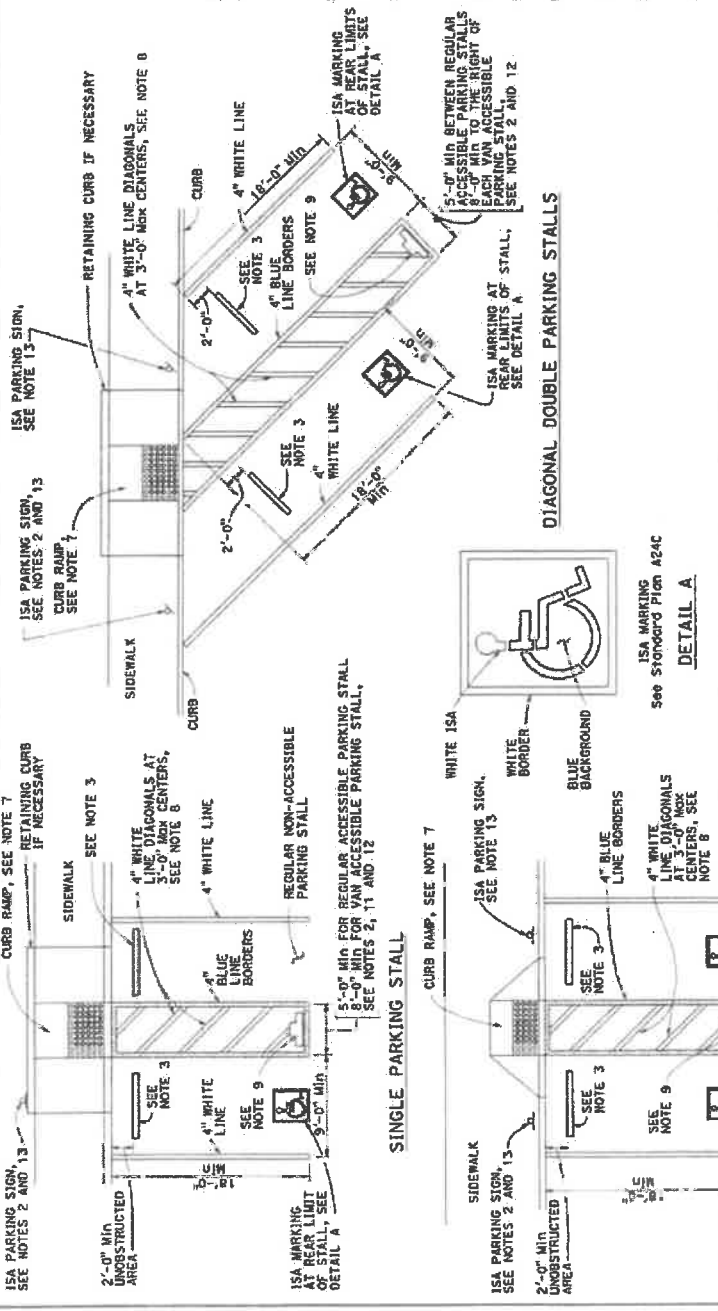 ISA PARKING SIGN,
SEE NOTES 2 AND 13
CURB RAMP, SEE NOTE 7
RETAINING CURB
IF NECESSARY
SIDEWALK
SEE NOTE 3
2'-0" Min
UNOBSTRUCTED
AREA
4" WHITE
LINE DIAGONALS AT
3'-0" Max CENTERS,
SEE NOTE 8
SEE
NOTE 3
4" WHITE
LINE
4"
BLUE
LINE
BORDERS
4" WHITE LINE
18'-0"
Min
SEE
NOTE 9
REGULAR NON-ACCESSIBLE
PARKING STALL
ISA MARKING
AT REAR LIMIT
OF STALL, SEE
DETAIL A
9'-0" Min
5'-0" Min FOR REGULAR ACCESSIBLE PARKING STALL
8'-0" Min FOR VAN ACCESSIBLE PARKING STALL,
SEE NOTES 2, 11 AND 12
SINGLE PARKING STALL
ISA PARKING SIGN,
SEE NOTES 2 AND 13
CURB RAMP,
SEE NOTE 7
ISA PARKING SIGN,
SEE NOTE 13
RETAINING CURB IF NECESSARY
SIDEWALK
4" WHITE LINE DIAGONALS
AT 3'-0" Max CENTERS, SEE NOTE 8
CURB
CURB
2'-0"
SEE
NOTE 3
4" BLUE
LINE BORDERS
SEE NOTE 9
4" WHITE LINE
18'-0" Min
ISA MARKING
AT REAR LIMITS
OF STALL, SEE
DETAIL A
2'-0"
SEE
NOTE 3
4"
WHITE LINE
18'-0"
Min
9'-0"
Min
9'-0"
Min
ISA MARKING AT
REAR LIMITS OF STALL,
SEE DETAIL A
5'-0" Min BETWEEN REGULAR
ACCESSIBLE PARKING STALLS
8'-0" Min TO THE RIGHT OF
EACH VAN ACCESSIBLE
PARKING STALL,
SEE NOTES 2 AND 12
DIAGONAL DOUBLE PARKING STALLS
SIDEWALK
CURB RAMP, SEE NOTE 7
ISA PARKING SIGN,
SEE NOTES 2 AND 13
ISA PARKING SIGN,
SEE NOTE 13
2'-0" Min
UNOBSTRUCTED
AREA
SEE
NOTE 3
SEE
NOTE 3
4" BLUE
LINE BORDERS
4" WHITE
LINE DIAGONALS
AT 3'-0" Max
CENTERS, SEE
NOTE 8
SEE
NOTE 9
Min
WHITE ISA
WHITE
BORDER
BLUE
BACKGROUND
ISA MARKING
See Standard Plan A24C
DETAIL A